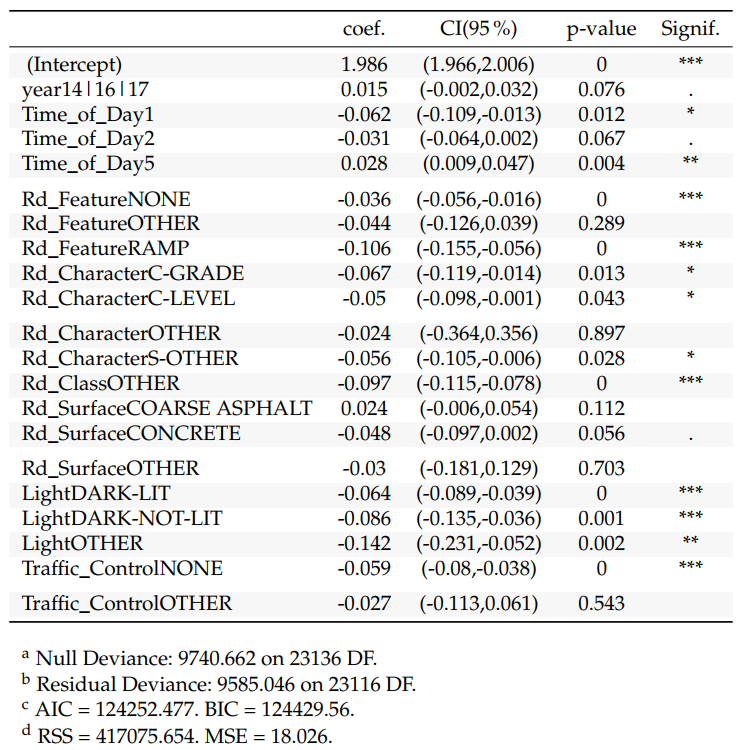 coef. CI(95 %) p-value Signif.
(Intercept) 1.986 (1.966,2.006) 0 ***
year14|16|17 0.015 (-0.002,0.032) 0.076 .
Time_of_Day1 -0.062 (-0.109,-0.013) 0.012 *
Time_of_Day2 -0.031 (-0.064,0.002) 0.067 .
Time_of_Day5 0.028 (0.009,0.047) 0.004 **
Rd_FeatureNONE -0.036 (-0.056,-0.016) 0 ***
Rd_FeatureOTHER -0.044 (-0.126,0.039) 0.289
Rd_FeatureRAMP -0.106 (-0.155,-0.056) 0 ***
Rd_CharacterC-GRADE -0.067 (-0.119,-0.014) 0.013 *
Rd_CharacterC-LEVEL -0.05 (-0.098,-0.001) 0.043 *
Rd_CharacterOTHER -0.024 (-0.364,0.356) 0.897
Rd_CharacterS-OTHER -0.056 (-0.105,-0.006) 0.028 *
Rd_ClassOTHER -0.097 (-0.115,-0.078) 0 ***
Rd_SurfaceCOARSE ASPHALT 0.024 (-0.006,0.054) 0.112
Rd_SurfaceCONCRETE -0.048 (-0.097,0.002) 0.056 .
Rd_SurfaceOTHER -0.03 (-0.181,0.129) 0.703
LightDARK-LIT -0.064 (-0.089,-0.039) 0 ***
LightDARK-NOT-LIT -0.086 (-0.135,-0.036) 0.001 ***
LightOTHER -0.142 (-0.231,-0.052) 0.002 **
Traffic_ControlNONE -0.059 (-0.08,-0.038) 0 ***
Traffic_ControlOTHER -0.027 (-0.113,0.061) 0.543
a Null Deviance: 9740.662 on 23136 DF.
b Residual Deviance: 9585.046 on 23116 DF.
c AIC = 124252.477. BIC = 124429.56.
d RSS = 417075.654. MSE = 18.026.